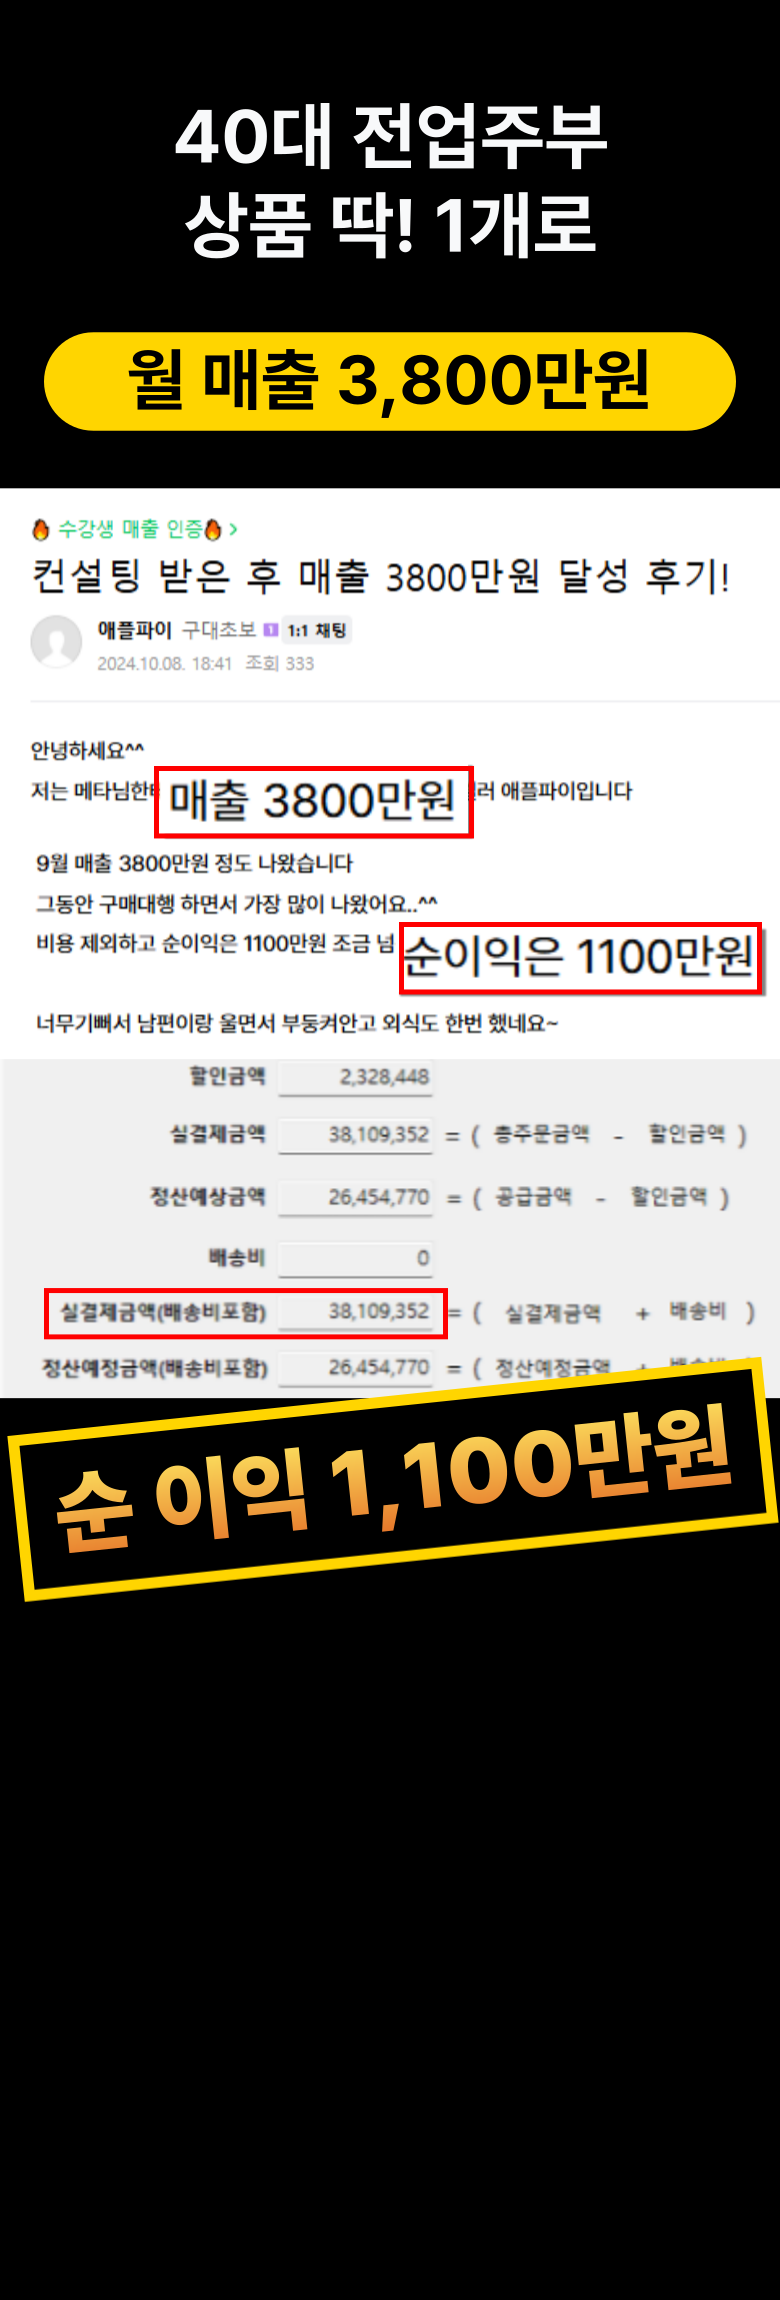 40대 전업주부
상품 딱! 1개로
월 매출 3,800만원
🔥 수강생 매출 인증🔥 >
컨설팅 받은 후 매출 3800만원 달성 후기!
애플파이 구대초보 1 1:1 채팅
2024.10.08. 18:41 조회 333
안녕하세요^^
저는 메타님한 매출 3800만원 러 애플파이입니다
9월 매출 3800만원 정도 나왔습니다
그동안 구매대행 하면서 가장 많이 나왔어요..^^
비용 제외하고 순이익은 1100만원 조금 넘 순이익은 1100만원
너무기뻐서 남편이랑 울면서 부둥켜안고 외식도 한번 했네요~
할인금액 2,328,448
실결제금액 38,109,352 = ( 총주문금액 - 할인금액 )
정산예상금액 26,454,770 = ( 공급금액 - 할인금액 )
배송비 0
실결제금액(배송비포함) 38,109,352 = ( 실결제금액 + 배송비 )
정산예정금액(배송비포함) 26,454,770 = ( 정산예정금액 +
순 이익 1,100만원